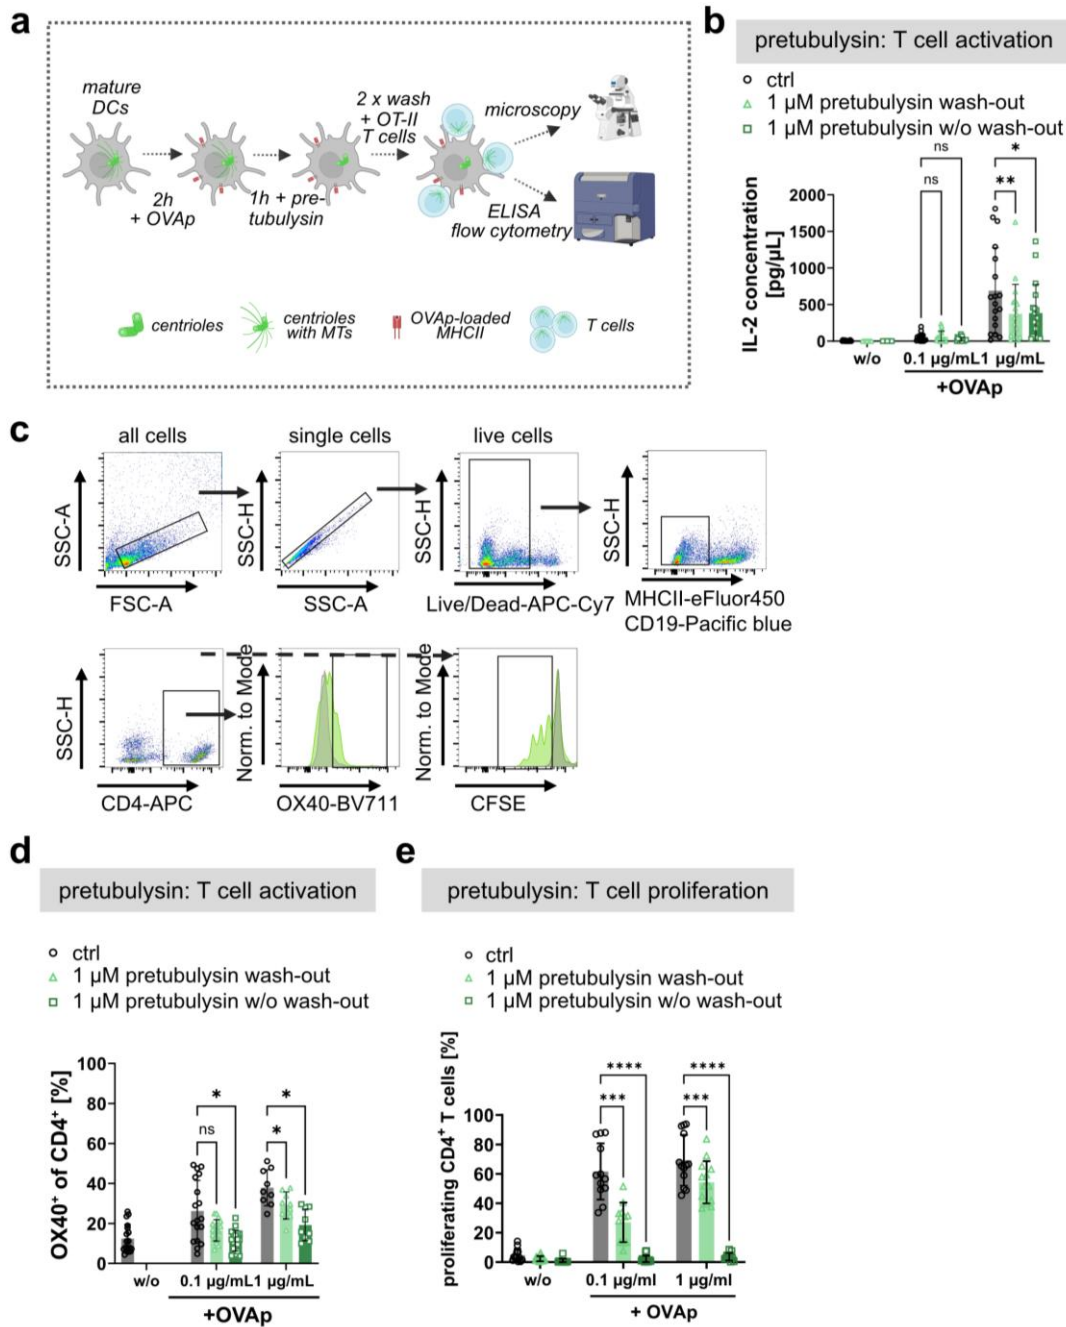 a
mature
DCs
2h
+ OVAp
1h + pre-
tubulysin
2 x wash
+ OT-II
T cells
microscopy
ELISA
flow cytometry
centrioles
centrioles
with MTs
OVAp-loaded
MHCII
T cells
b
pretubulysin: T cell activation
ctrl
1 µM pretubulysin wash-out
1 µM pretubulysin w/o wash-out
ns
ns
*
**
IL-2 concentration
[pg/µL]
2000
1500
1000
500
0
w/o
0.1 µg/mL
1 µg/mL
+OVAp
c
all cells
single cells
live cells
SSC-A
FSC-A
SSC-H
SSC-A
SSC-H
Live/Dead-APC-Cy7
SSC-H
MHCII-eFluor450
CD19-Pacific blue
SSC-H
CD4-APC
Norm. to Mode
OX40-BV711
Norm. to Mode
CFSE
d
pretubulysin: T cell activation
ctrl
1 µM pretubulysin wash-out
1 µM pretubulysin w/o wash-out
OX40⁺ of CD4⁺ [%]
100
80
60
40
20
0
*
ns
*
*
w/o
0.1 µg/mL
1 µg/mL
+OVAp
e
pretubulysin: T cell proliferation
ctrl
1 µM pretubulysin wash-out
1 µM pretubulysin w/o wash-out
proliferating CD4⁺ T cells [%]
100
80
60
40
20
0
****
***
****
***
w/o
0.1 µg/ml
1 µg/ml
+ OVAp